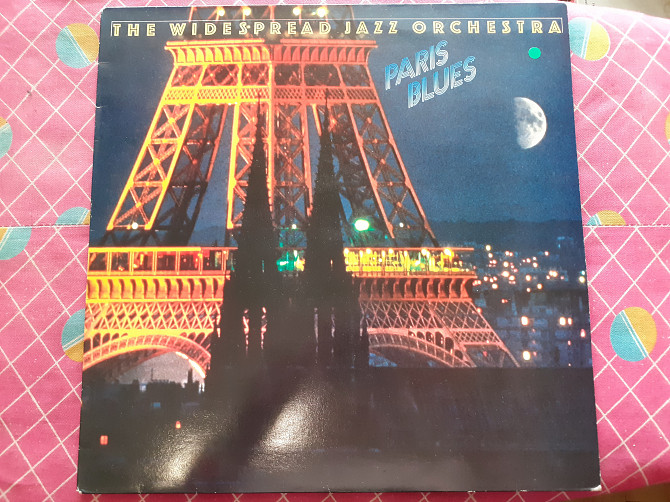 THE WIDESPREAD JAZZ ORCHESTRA
PARIS
BLUES